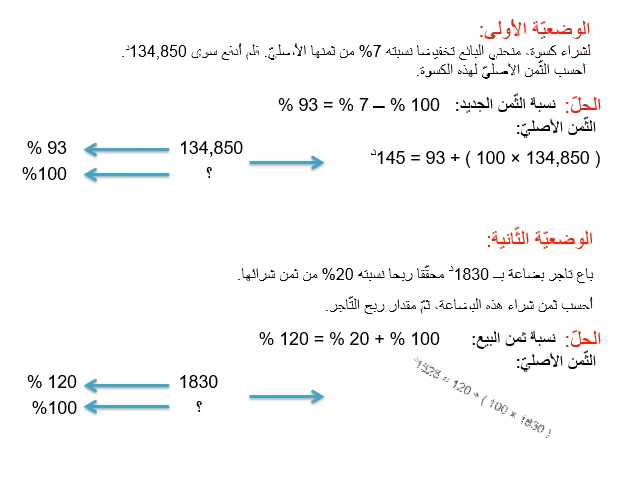 الوضعيّة الأولى:
لشراء كسوة، منحني البائع تخفيضا نسبته 7% من ثمنها الأصليّ. فلم أدفع سوى 134,850د.
احسب الثّمن الأصليّ لهذه الكسوة.
الحلّ: نسبة الثّمن الجديد: 100 % – 7 % = 93 %
الثّمن الأصليّ:
134,850 93 %
( 134,850 × 100 ) ÷ 93 = 145د
؟ 100%
الوضعيّة الثّانية:
باع تاجر بضاعة بـ 1830د محقّقا ربحا نسبته 20% من ثمن شرائها.
أحسب ثمن شراء هذه البضاعة، ثمّ مقدار ربح التّاجر.
الحلّ: نسبة ثمن البيع: 100 % + 20 % = 120 %
الثّمن الأصليّ:
1830 120 %
؟ 100%
( 1830 × 100 ) ÷ 120 = 1525د